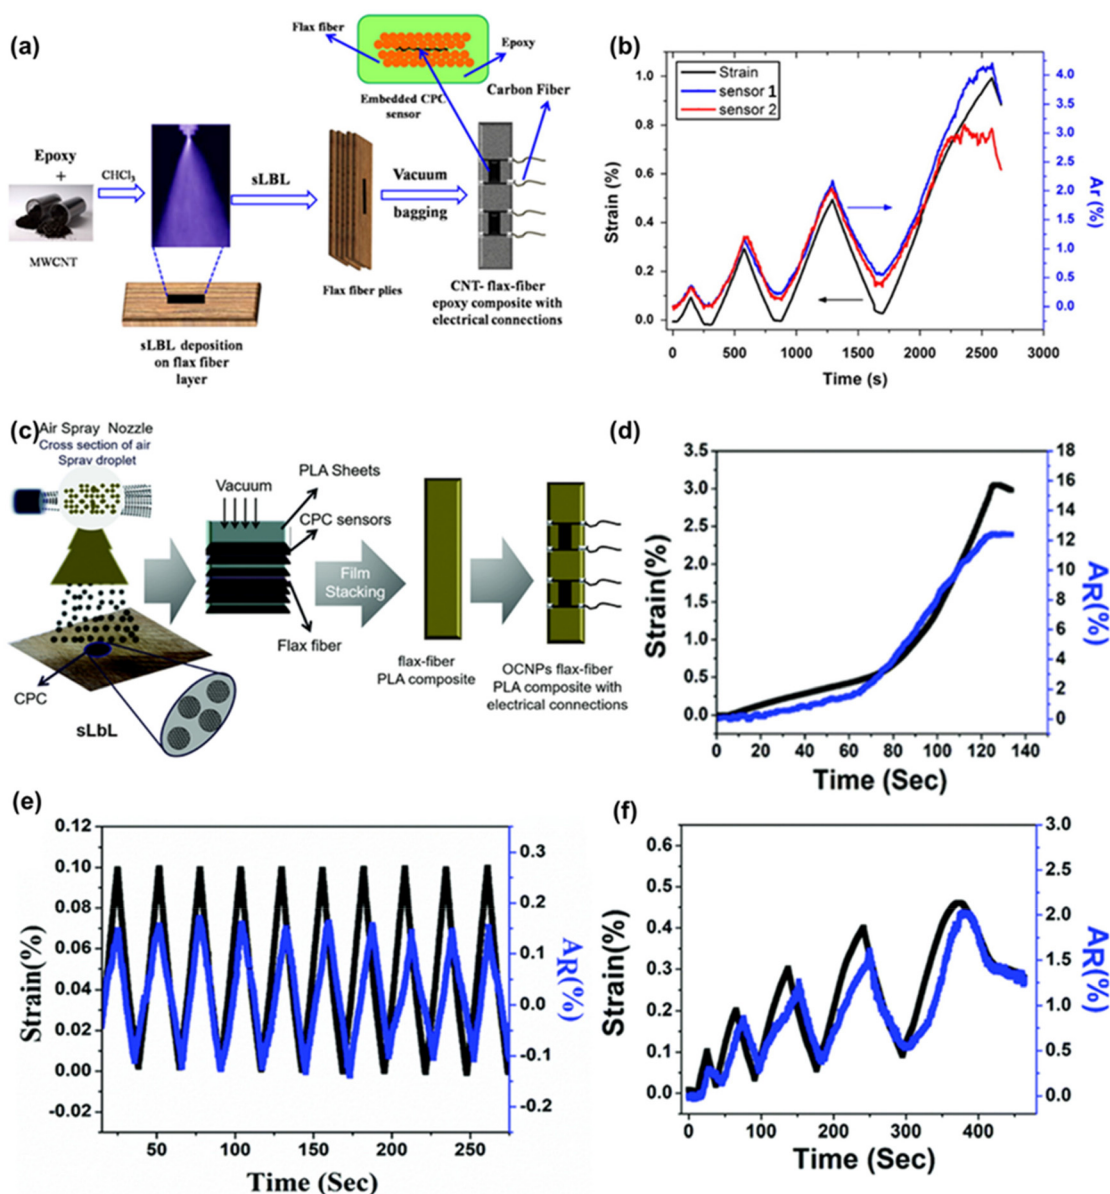 (a)
Flax fiber
Epoxy
Embedded CPC
sensor
Carbon Fiber
Epoxy
+
MWCNT
CHCl3
sLBL
Vacuum
bagging
Flax fiber plies
CNT- flax-fiber
epoxy composite with
electrical connections
sLBL deposition
on flax fiber
layer
(b)
Strain
sensor 1
sensor 2
1.0
0.8
0.6
0.4
0.2
0.0
Strain (%)
4.0
3.0
2.0
1.0
0.0
Ar (%)
0 500 1000 1500 2000 2500 3000
Time (s)
(c)
Air Spray Nozzle
Cross section of air
Spray droplet
CPC
sLbL
Vacuum
PLA Sheets
CPC sensors
Flax fiber
Film
Stacking
flax-fiber
PLA composite
OCNPs flax-fiber
PLA composite with
electrical connections
(d)
3.5
3.0
2.5
2.0
1.5
1.0
0.5
0.0
Strain(%)
18
16
14
12
10
8
6
4
2
0
AR(%)
0 20 40 60 80 100 120 140
Time (Sec)
(e)
0.12
0.10
0.08
0.06
0.04
0.02
0.00
-0.02
Strain(%)
0.3
0.2
0.1
0.0
-0.1
-0.2
AR(%)
50 100 150 200 250
Time (Sec)
(f)
0.6
0.5
0.4
0.3
0.2
0.1
0.0
Strain(%)
3.0
2.5
2.0
1.5
1.0
0.5
0.0
AR(%)
0 100 200 300 400
Time (Sec)